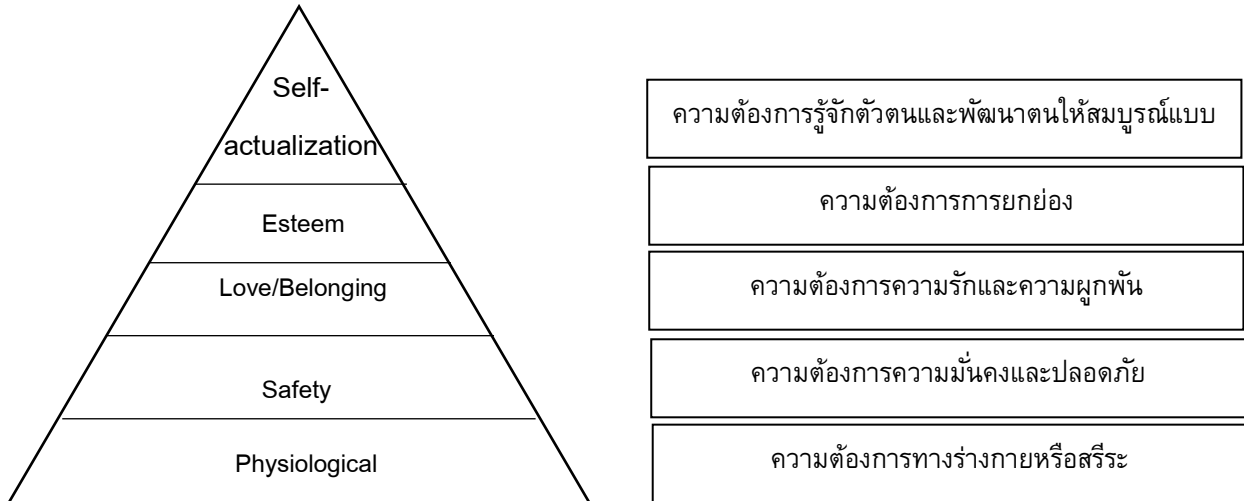 Self-
actualization
ความต้องการรู้จักตัวตนและพัฒนาตนให้สมบูรณ์แบบ
Esteem
ความต้องการการยกย่อง
Love/Belonging
ความต้องการความรักและความผูกพัน
Safety
ความต้องการความมั่นคงและปลอดภัย
Physiological
ความต้องการทางร่างกายหรือสรีระ